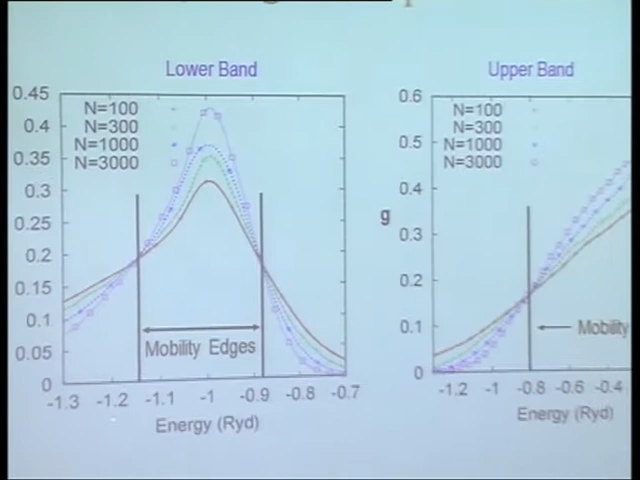 Lower Band
0.45
0.4
0.35
0.3
0.25
0.2
0.15
0.1
0.05
0
N=100
N=300
N=1000
N=3000
Mobility Edges
-1.3 -1.2 -1.1 -1 -0.9 -0.8 -0.7
Energy (Ryd)
Upper Band
g
0.6
0.5
0.4
0.3
0.2
0.1
0
N=100
N=300
N=1000
N=3000
Mobility
-1.2 -1 -0.8 -0.6 -0.4
Energy (Ryd)